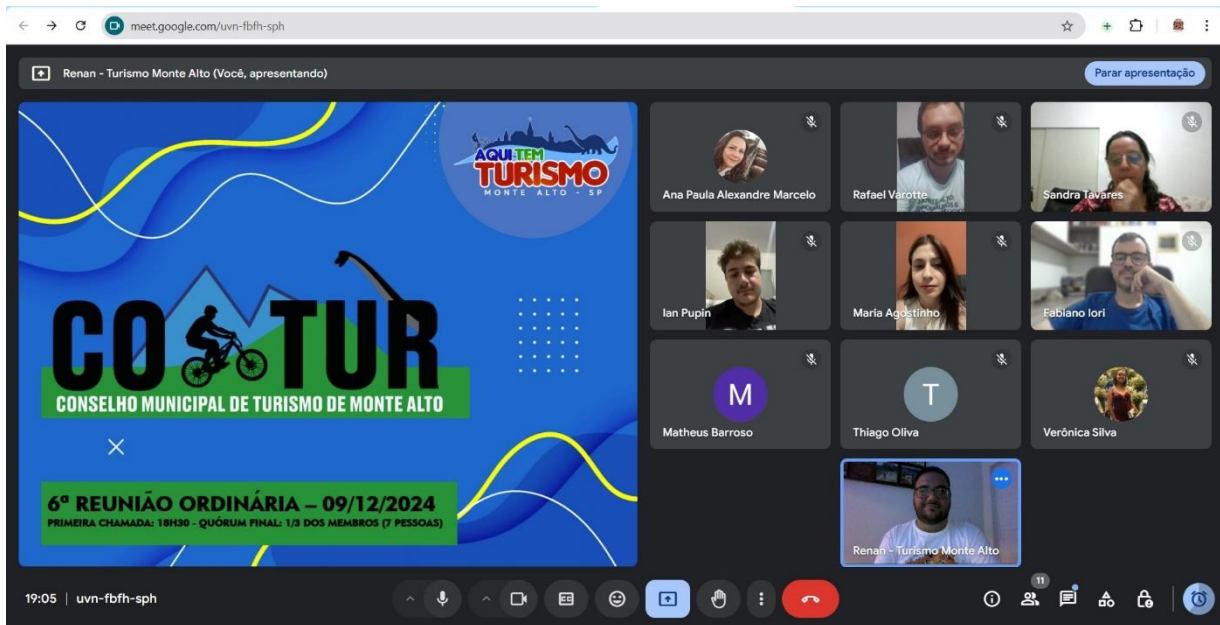 meet.google.com/uvn-fbfh-sph
Renan - Turismo Monte Alto (Você, apresentando)
Parar apresentação
AQUI TEM
TURISMO
MONTE ALTO - SP
COMTUR
CONSELHO MUNICIPAL DE TURISMO DE MONTE ALTO
6ª REUNIÃO ORDINÁRIA – 09/12/2024
PRIMEIRA CHAMADA: 18H30 - QUÓRUM FINAL: 1/3 DOS MEMBROS (7 PESSOAS)
Ana Paula Alexandre Marcelo
Rafael Varotte
Sandra Tavares
Ian Pupin
Maria Agostinho
Fabiano Iori
M
Matheus Barroso
T
Thiago Oliva
Verônica Silva
Renan - Turismo Monte Alto
19:05 | uvn-fbfh-sph
11